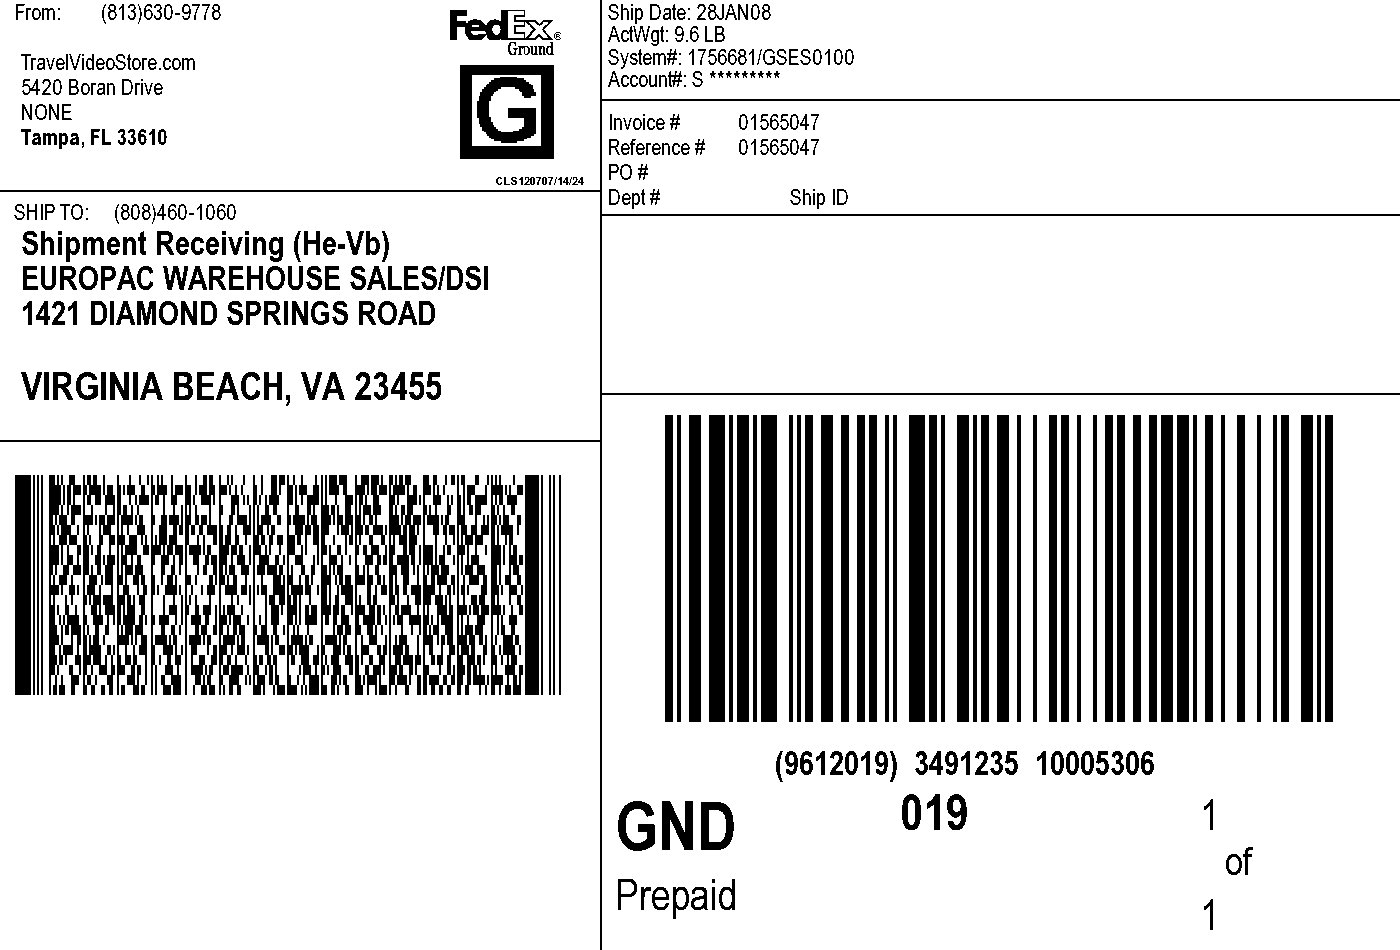 From: (813)630-9778
TravelVideoStore.com
5420 Boran Drive
NONE
Tampa, FL 33610
FedEx®
Ground
G
CLS120707/14/24
SHIP TO: (808)460-1060
Shipment Receiving (He-Vb)
EUROPAC WAREHOUSE SALES/DSI
1421 DIAMOND SPRINGS ROAD
VIRGINIA BEACH, VA 23455
Ship Date: 28JAN08
ActWgt: 9.6 LB
System#: 1756681/GSES0100
Account#: S *********
Invoice # 01565047
Reference # 01565047
PO #
Dept # Ship ID
(9612019) 3491235 10005306
GND 019 1
of
Prepaid 1